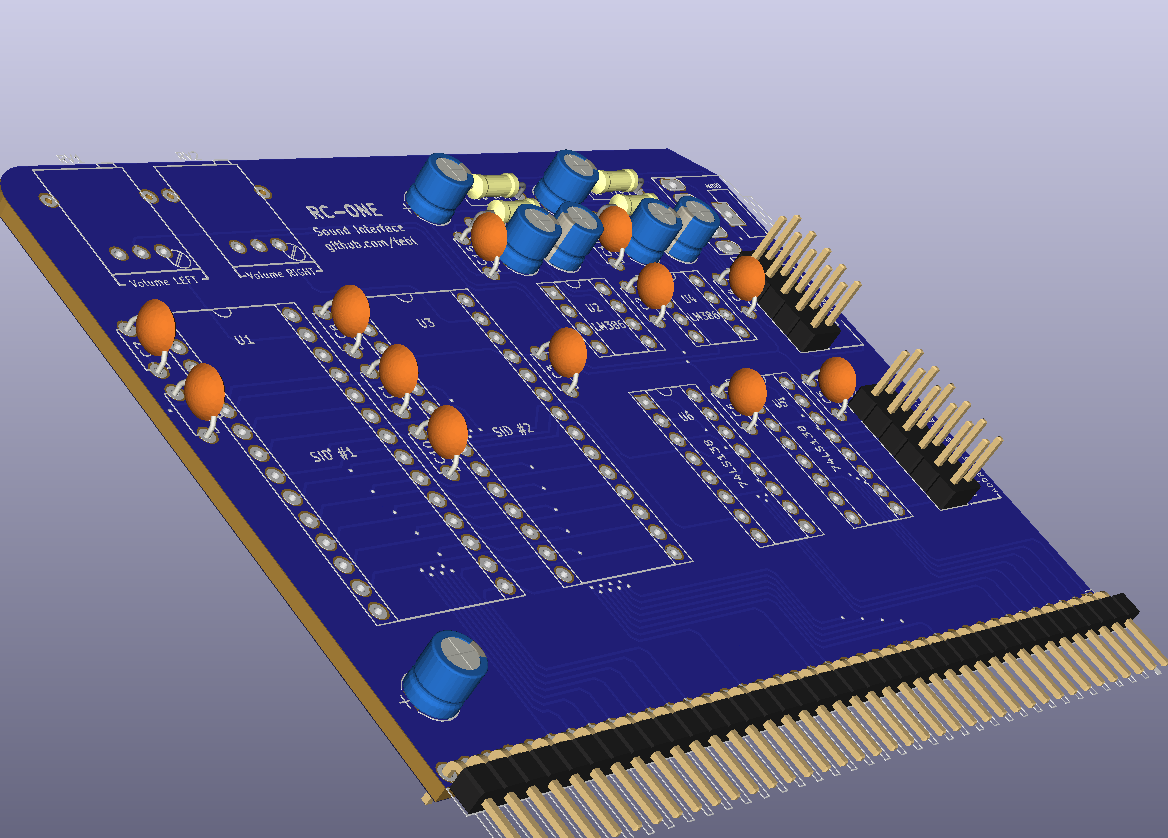 RC-ONE
Sound Interface
github.com/tebl
Volume LEFT
Volume RIGHT
U1
U3
U2
LM386
U4
LM386
SID #1
SID #2
U6
74LS138
U5
74LS138